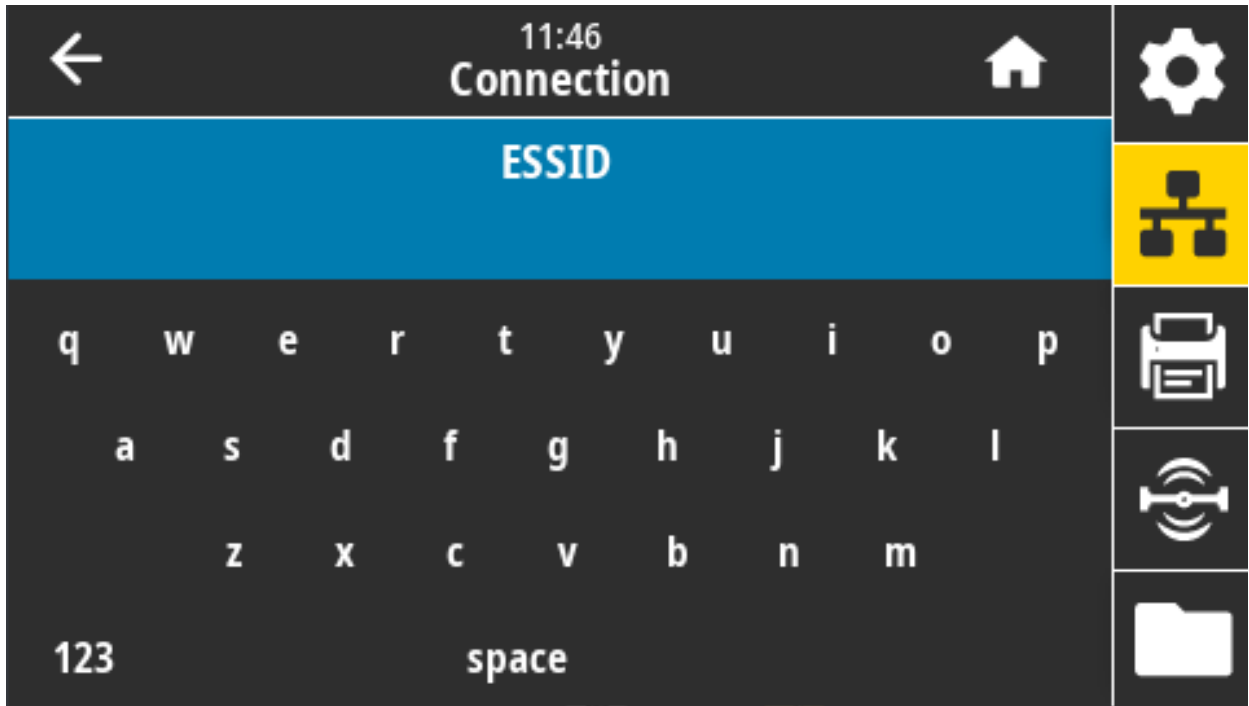 11:46
Connection
ESSID
q w e r t y u i o p
a s d f g h j k l
z x c v b n m
123 space